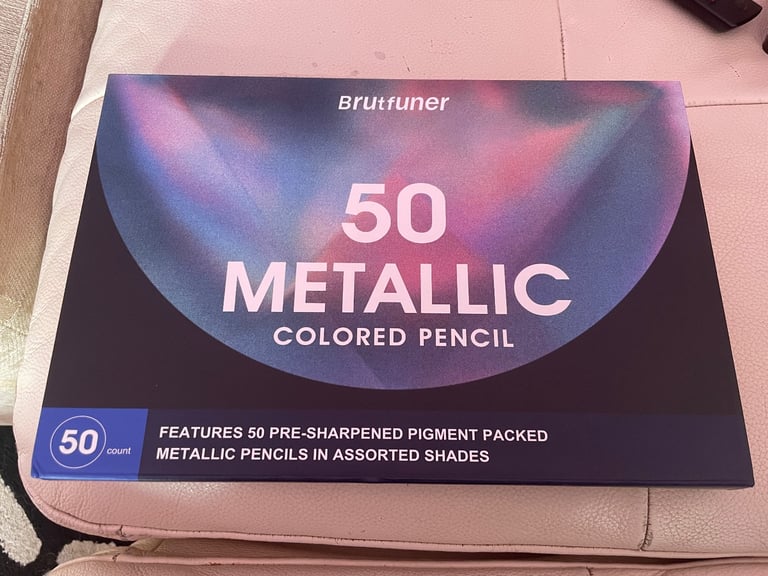 Brutfuner
50
METALLIC
COLORED PENCIL
50 count
FEATURES 50 PRE-SHARPENED PIGMENT PACKED
METALLIC PENCILS IN ASSORTED SHADES